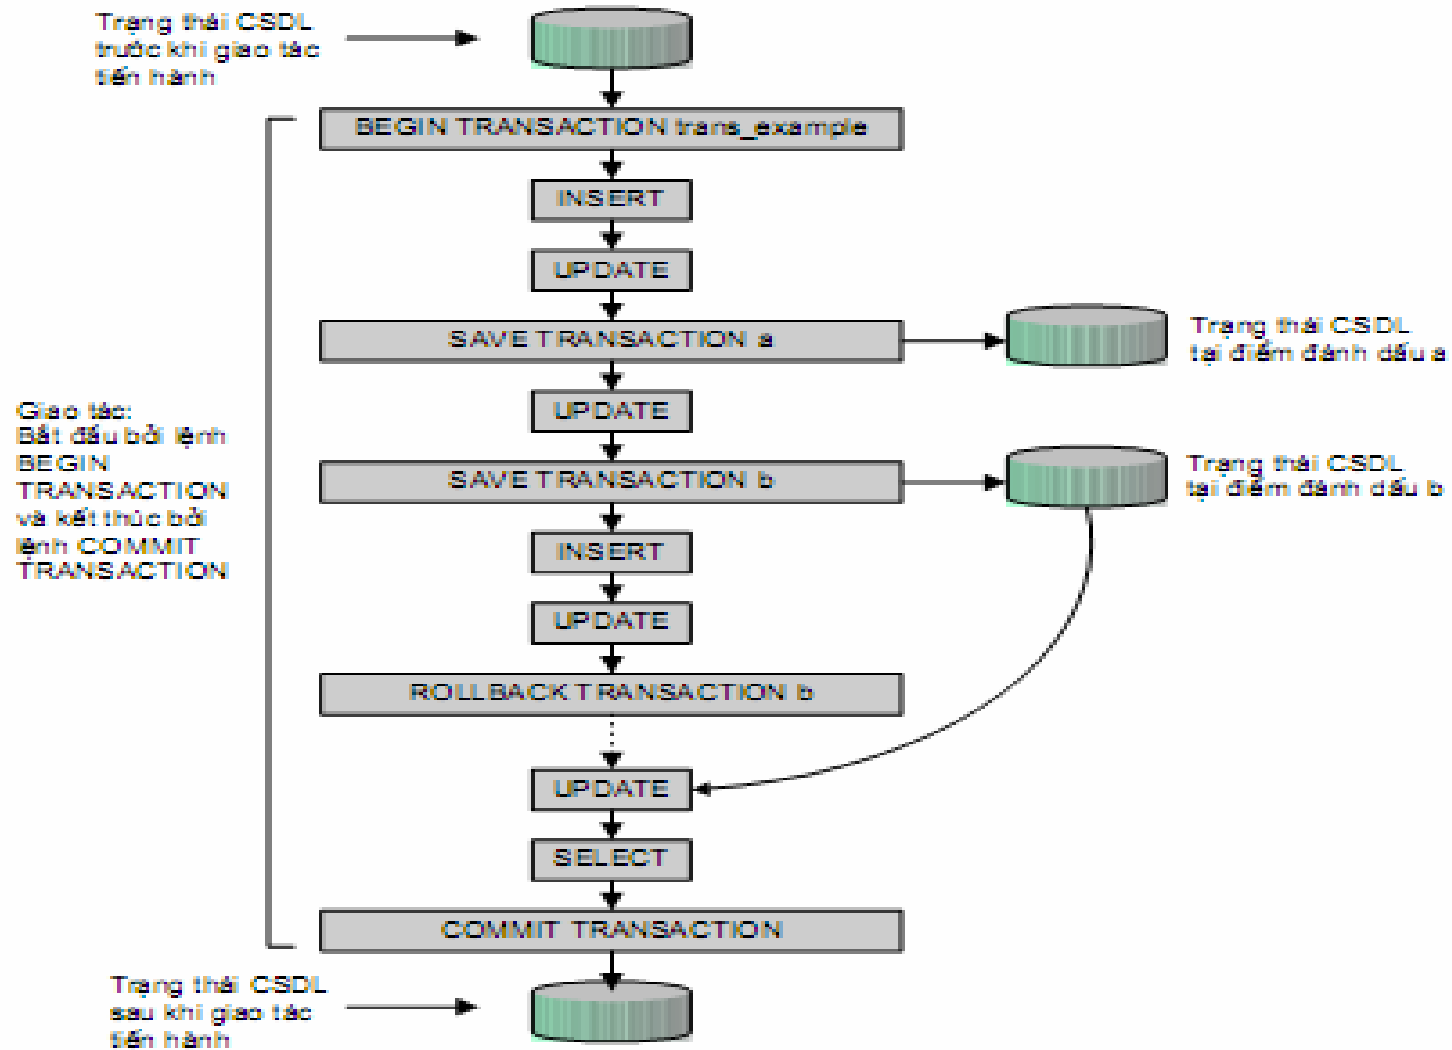 Trạng thái CSDL
trước khi giao tác
tiến hành
BEGIN TRANSACTION trans_example
INSERT
UPDATE
SAVE TRANSACTION a
Trạng thái CSDL
tại điểm đánh dấu a
UPDATE
Giao tác:
Bắt đầu bởi lệnh
BEGIN
TRANSACTION
và kết thúc bởi
lệnh COMMIT
TRANSACTION
SAVE TRANSACTION b
Trạng thái CSDL
tại điểm đánh dấu b
INSERT
UPDATE
ROLLBACK TRANSACTION b
UPDATE
SELECT
COMMIT TRANSACTION
Trạng thái CSDL
sau khi giao tác
tiến hành